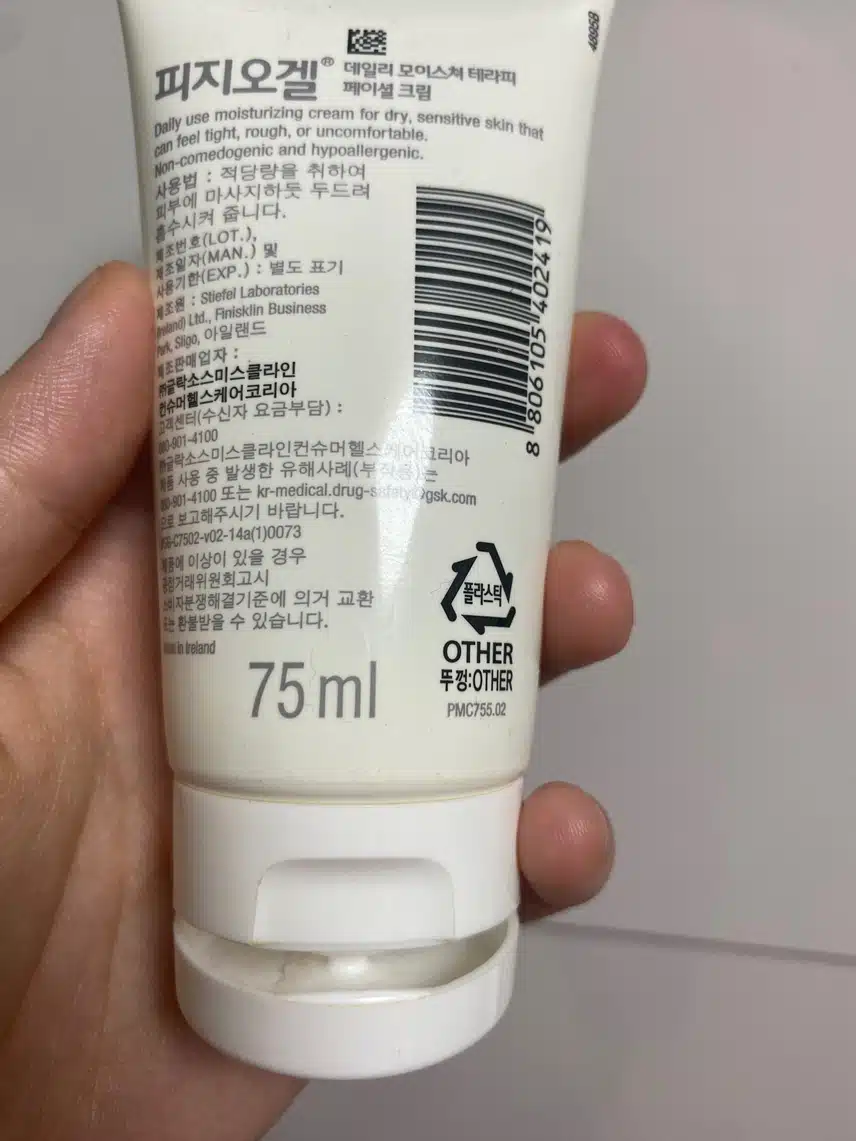 4895B
피지오겔® 데일리 모이스쳐 테라피
페이셜 크림
Daily use moisturizing cream for dry, sensitive skin that
can feel tight, rough, or uncomfortable.
Non-comedogenic and hypoallergenic.
사용법 : 적당량을 취하여
피부에 마사지하듯 두드려
흡수시켜 줍니다.
제조번호(LOT.),
제조일자(MAN.) 및
사용기한(EXP.) : 별도 표기
제조원 : Stiefel Laboratories
(Ireland) Ltd., Finisklin Business
Park, Sligo, 아일랜드
제조판매업자 :
㈜글락소스미스클라인
컨슈머헬스케어코리아
고객센터(수신자 요금부담) :
080-901-4100
㈜글락소스미스클라인컨슈머헬스케어코리아
제품 사용 중 발생한 유해사례(부작용)는
080-901-4100 또는 kr-medical.drug-safety@gsk.com
으로 보고해주시기 바랍니다.
제품에 이상이 있을 경우
공정거래위원회고시
소비자분쟁해결기준에 의거 교환
또는 환불받을 수 있습니다.
Made in Ireland
75 ml
8 806105 402419
플라스틱
OTHER
뚜껑:OTHER
PMC755.02